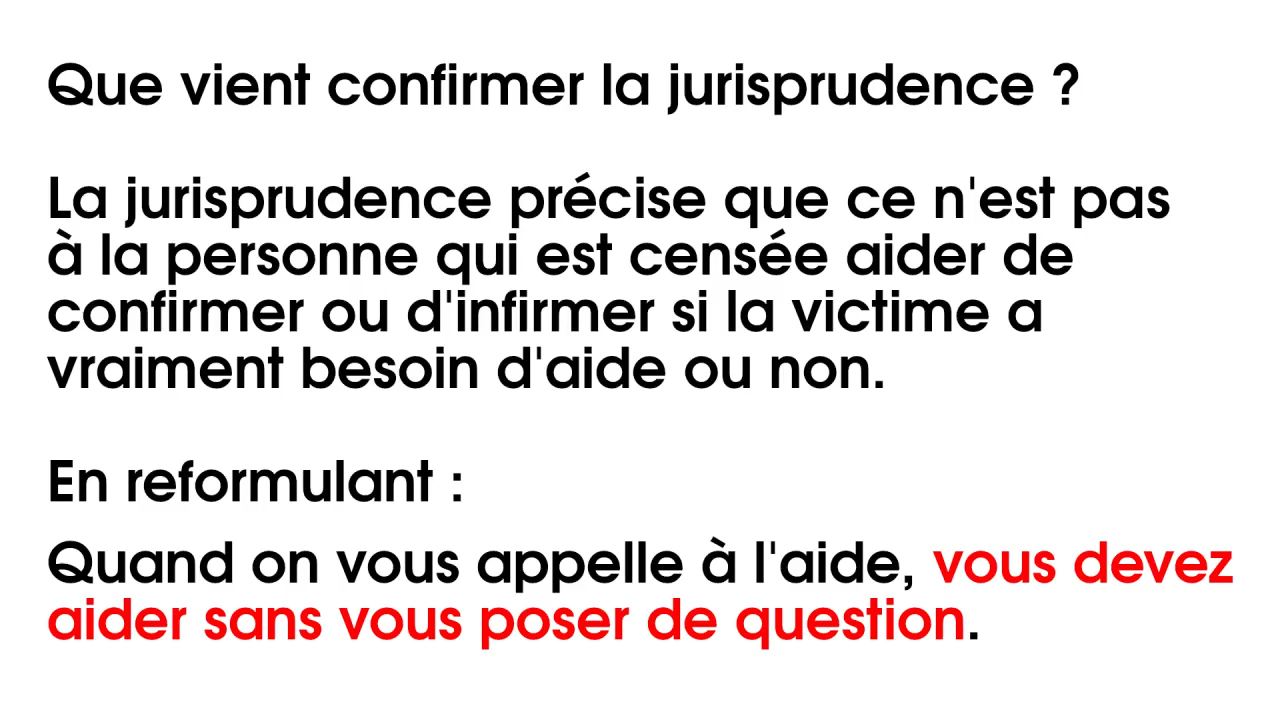 Que vient confirmer la jurisprudence ?
La jurisprudence précise que ce n'est pas
à la personne qui est censée aider de
confirmer ou d'infirmer si la victime a
vraiment besoin d'aide ou non.
En reformulant :
Quand on vous appelle à l'aide, vous devez
aider sans vous poser de question.